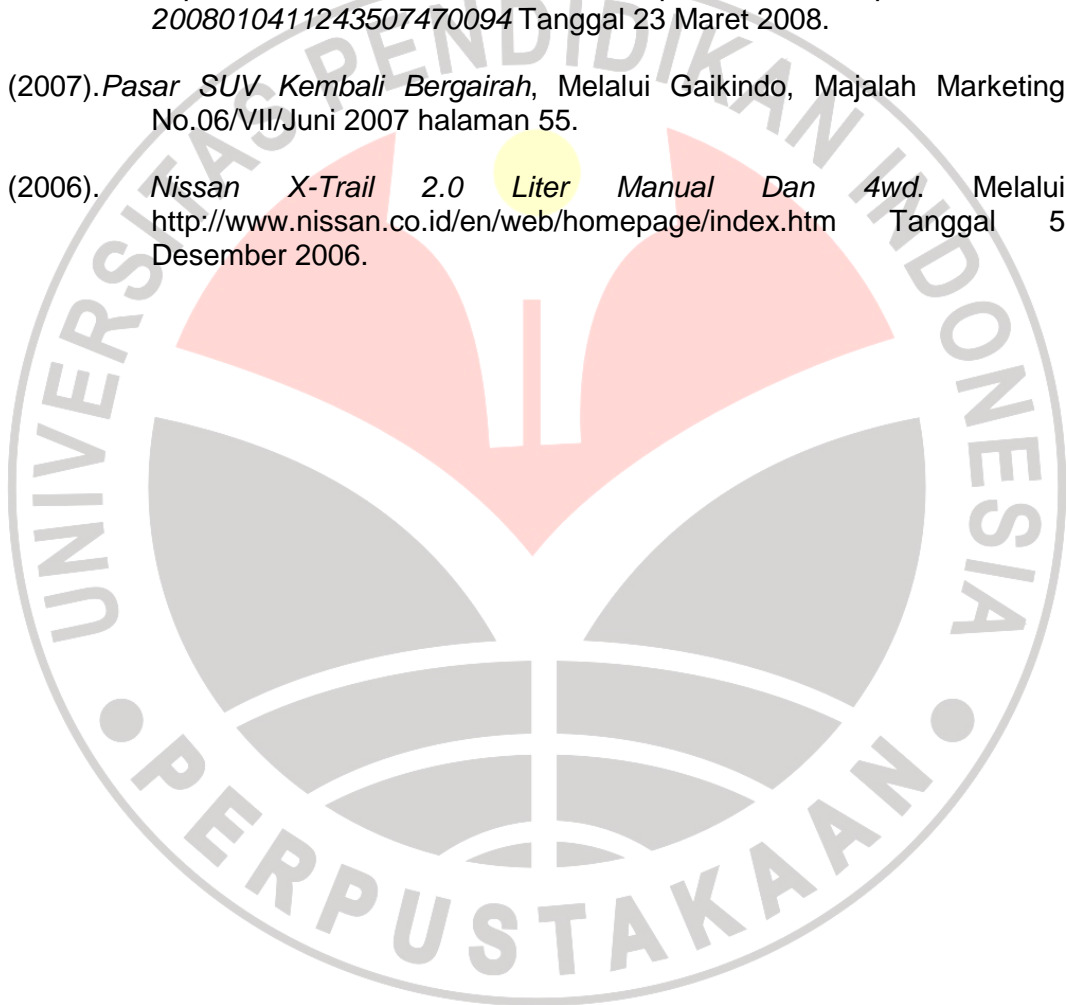 2008010411243507470094 Tanggal 23 Maret 2008.
(2007).Pasar SUV Kembali Bergairah, Melalui Gaikindo, Majalah Marketing
No.06/VII/Juni 2007 halaman 55.
(2006). Nissan X-Trail 2.0 Liter Manual Dan 4wd. Melalui
http://www.nissan.co.id/en/web/homepage/index.htm Tanggal 5
Desember 2006.
UNIVERSITAS PENDIDIKAN INDONESIA
PERPUSTAKAAN